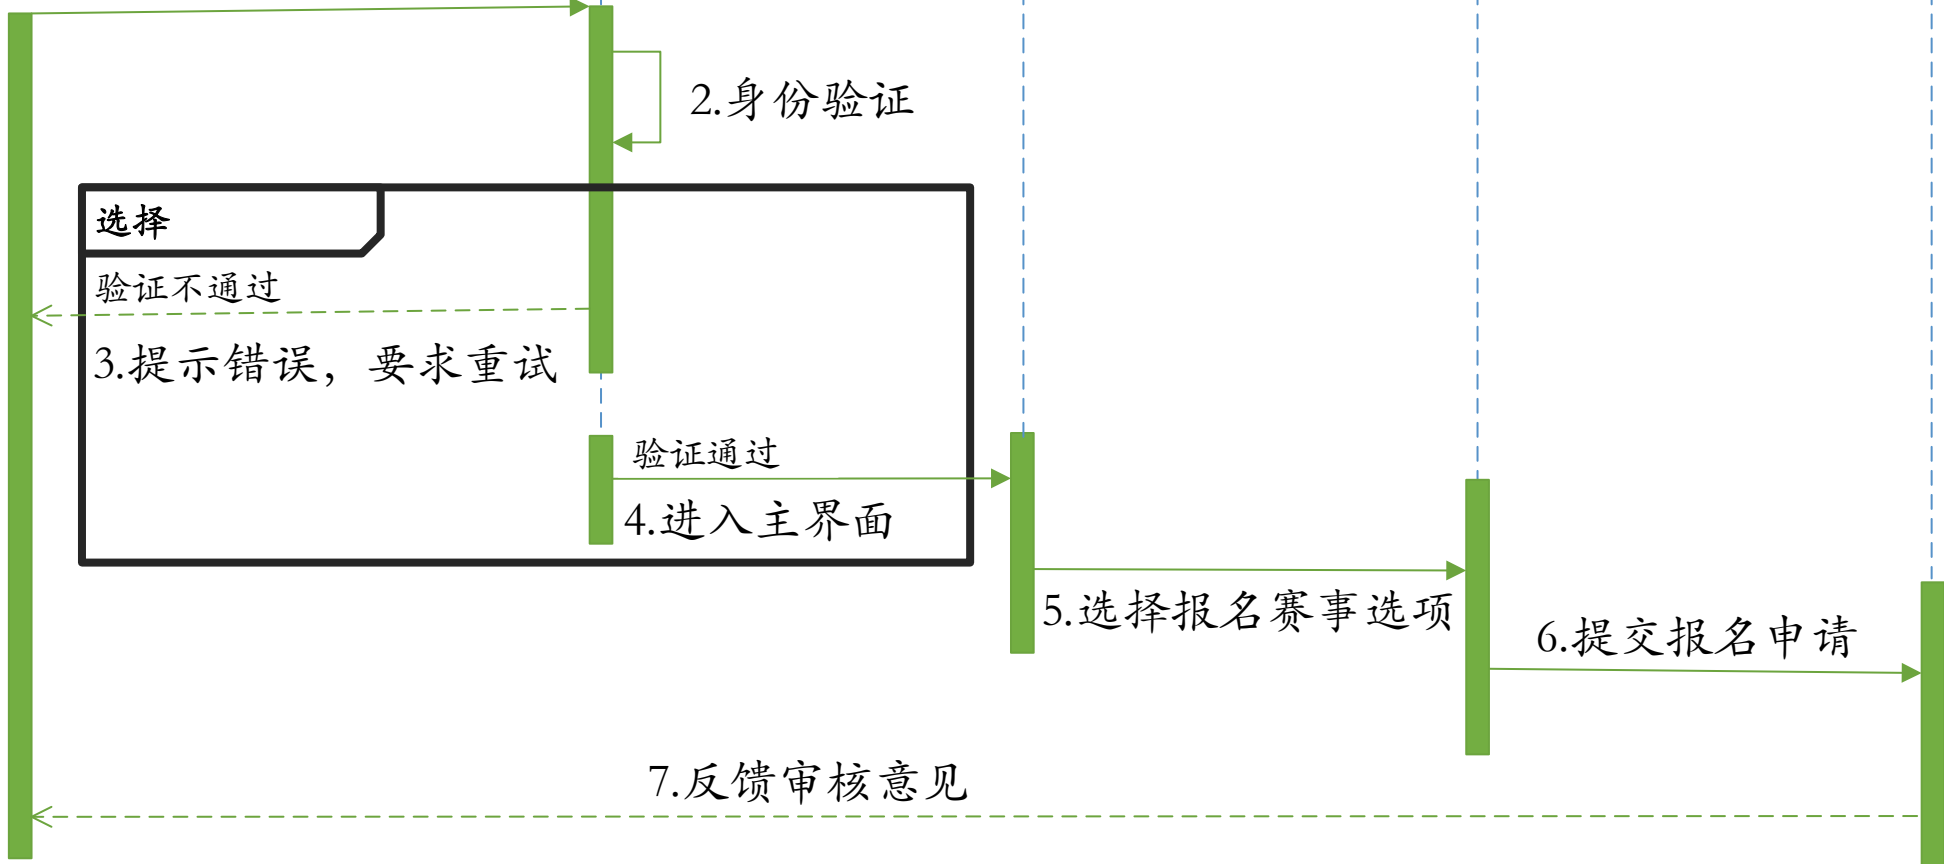 2.身份验证
选择
验证不通过
3.提示错误，要求重试
验证通过
4.进入主界面
5.选择报名赛事选项
6.提交报名申请
7.反馈审核意见